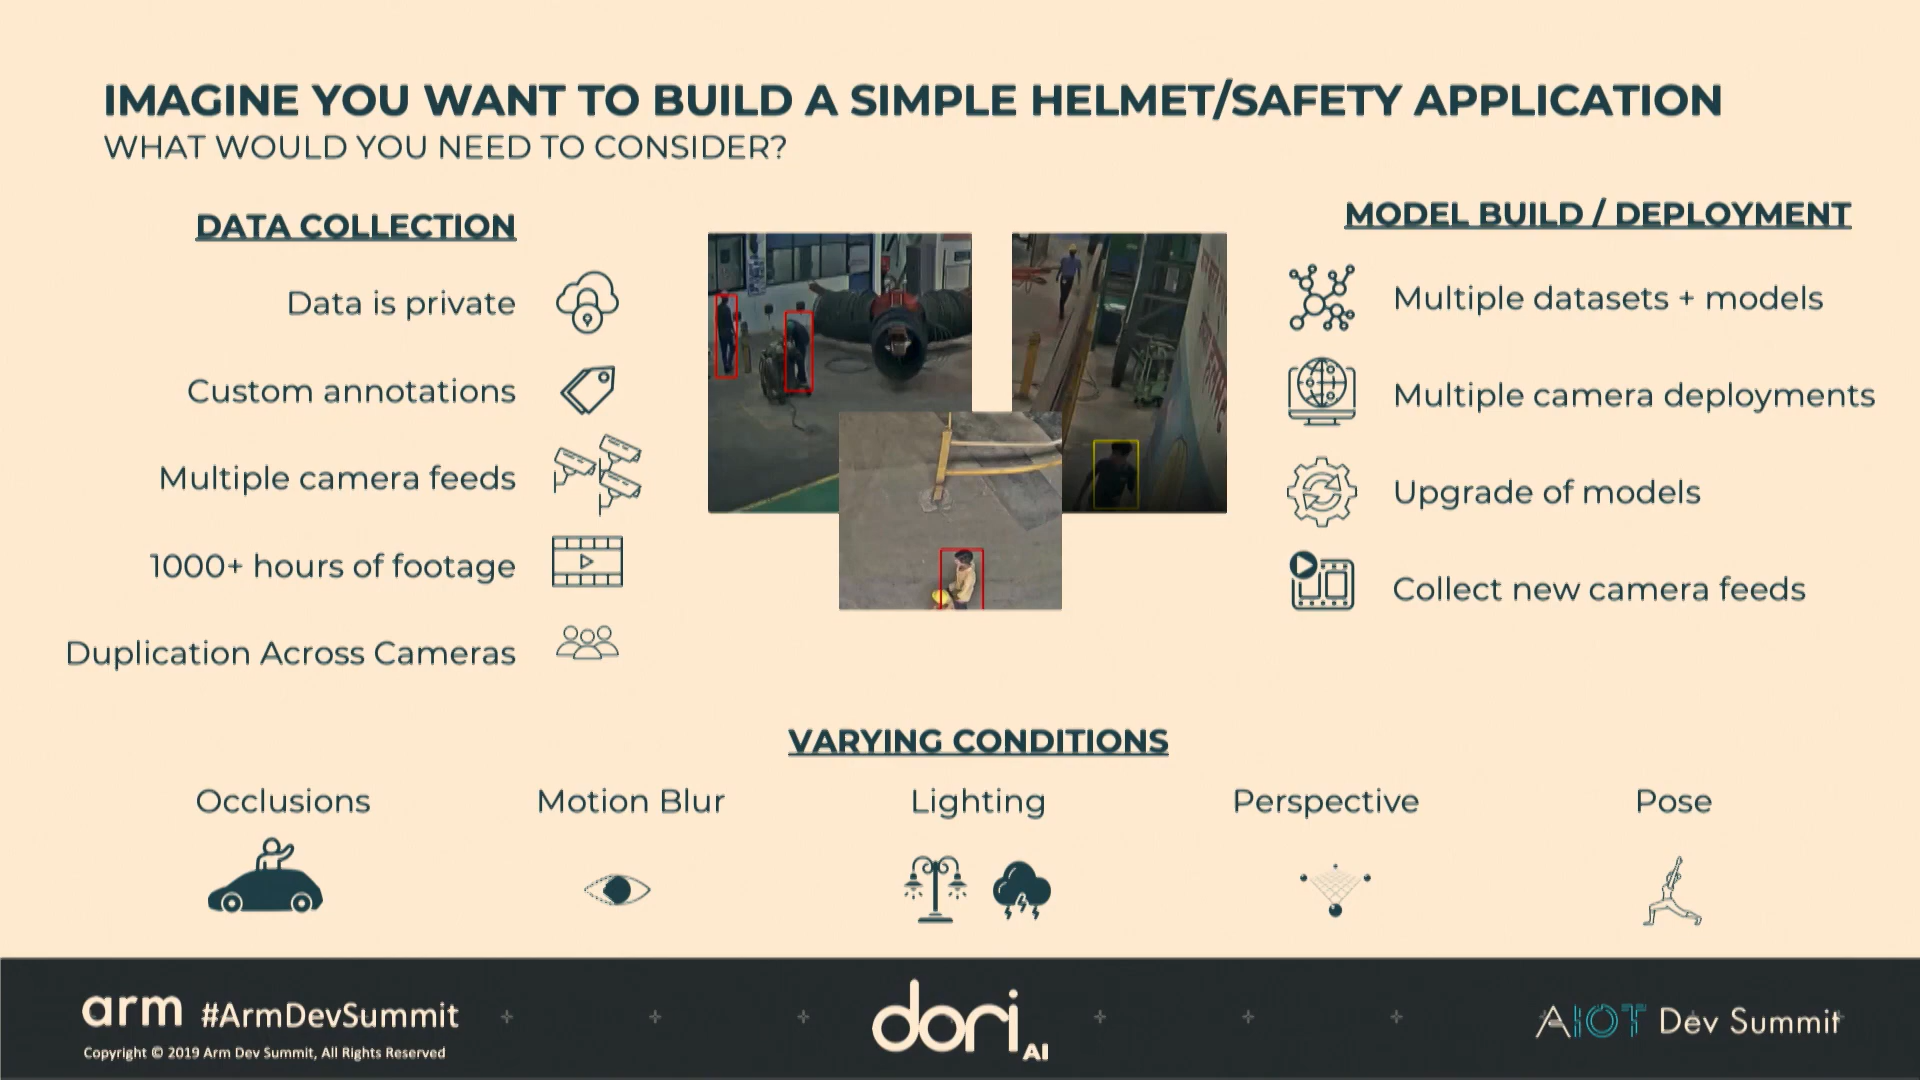 IMAGINE YOU WANT TO BUILD A SIMPLE HELMET/SAFETY APPLICATION
WHAT WOULD YOU NEED TO CONSIDER?
DATA COLLECTION
Data is private
Custom annotations
Multiple camera feeds
1000+ hours of footage
Duplication Across Cameras
MODEL BUILD / DEPLOYMENT
Multiple datasets + models
Multiple camera deployments
Upgrade of models
Collect new camera feeds
VARYING CONDITIONS
Occlusions
Motion Blur
Lighting
Perspective
Pose
arm #ArmDevSummit
Copyright © 2019 Arm Dev Summit, All Rights Reserved
dori AI
AIOT Dev Summit